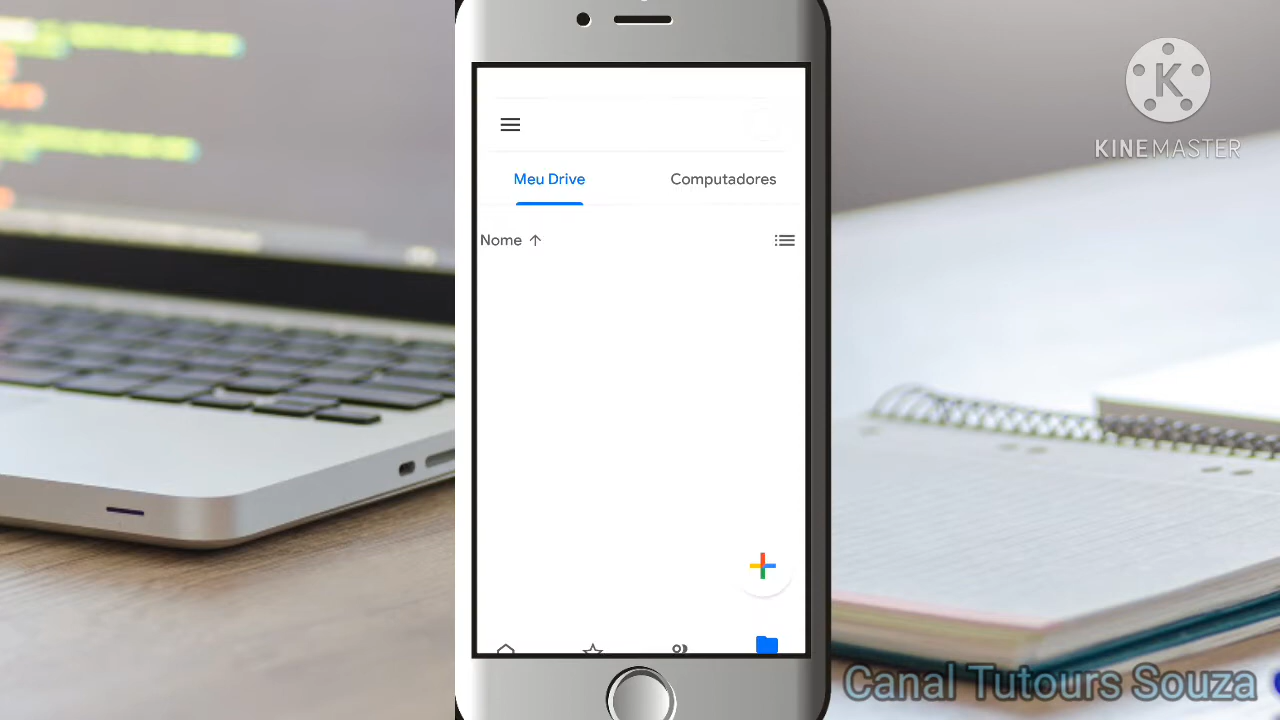 KINEMASTER
Meu Drive
Computadores
Nome
Canal Tutours Souza